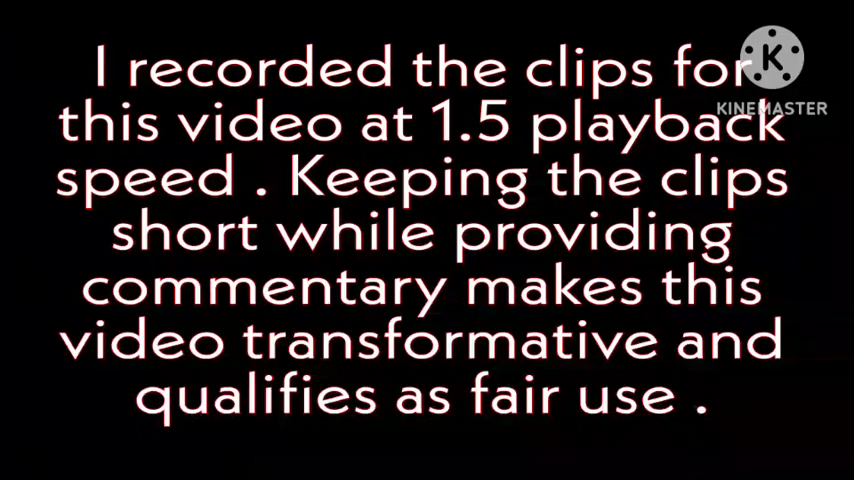 I recorded the clips for
this video at 1.5 playback
speed . Keeping the clips
short while providing
commentary makes this
video transformative and
qualifies as fair use .
K
KINEMASTER